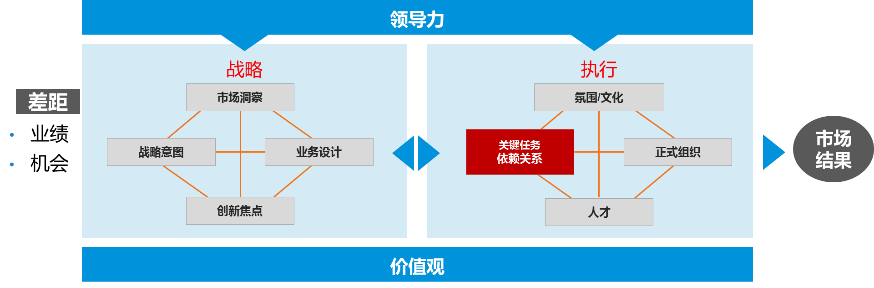 领导力
战略
执行
市场洞察
氛围/文化
差距
• 业绩
• 机会
战略意图
业务设计
关键任务
依赖关系
正式组织
市场
结果
创新焦点
人才
价值观